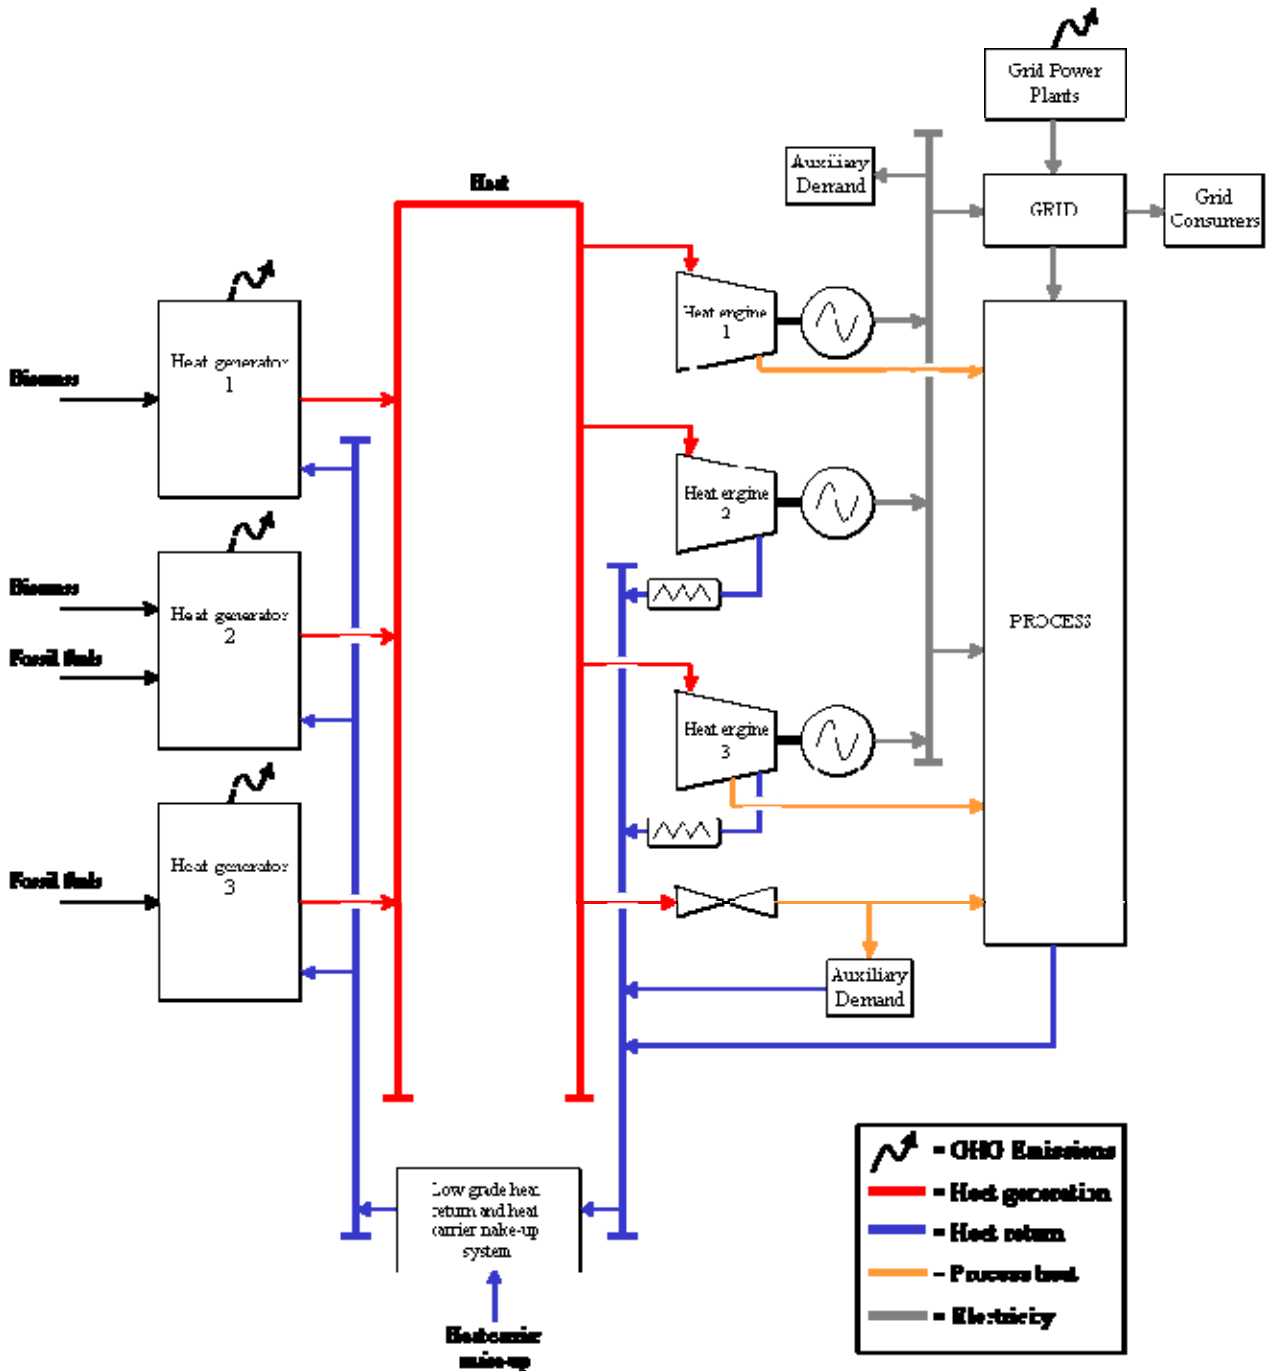 Grid Power
Plants
Auxiliary
Demand
GRID
Grid
Consumers
Heat
Heat engine
1
Heat generator
1
Biomass
Heat engine
2
Biomass
Heat generator
2
Fossil fuels
PROCESS
Heat engine
3
Heat generator
3
Fossil fuels
Auxiliary
Demand
Low grade heat
return and heat
carrier make-up
system
Heat carrier
make-up
= GHG Emissions
= Heat generation
= Heat return
= Process heat
= Electricity